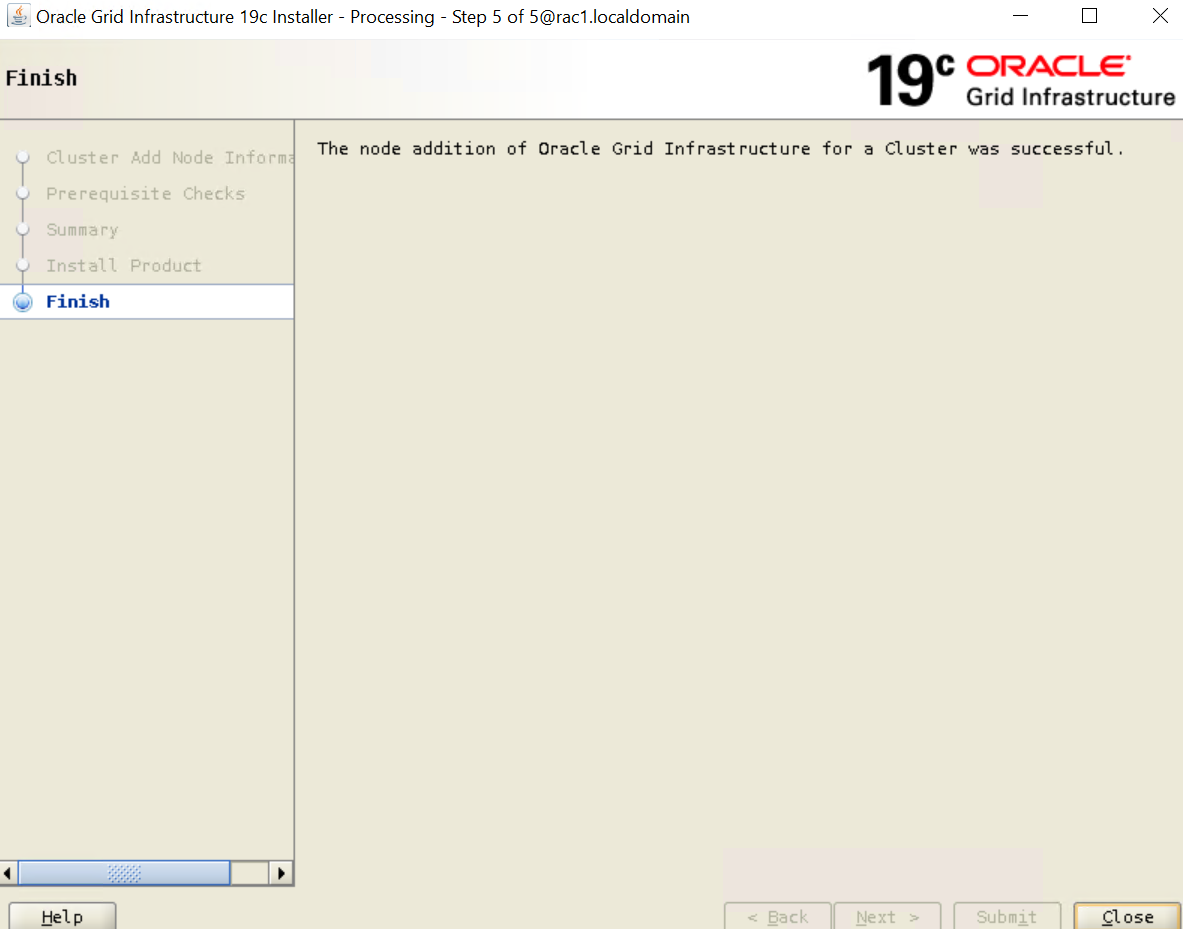 Oracle Grid Infrastructure 19c Installer - Processing - Step 5 of 5@rac1.localdomain
Finish
19c ORACLE
Grid Infrastructure
Cluster Add Node Informa
Prerequisite Checks
Summary
Install Product
Finish
The node addition of Oracle Grid Infrastructure for a Cluster was successful.
Help
< Back
Next >
Submit
Close